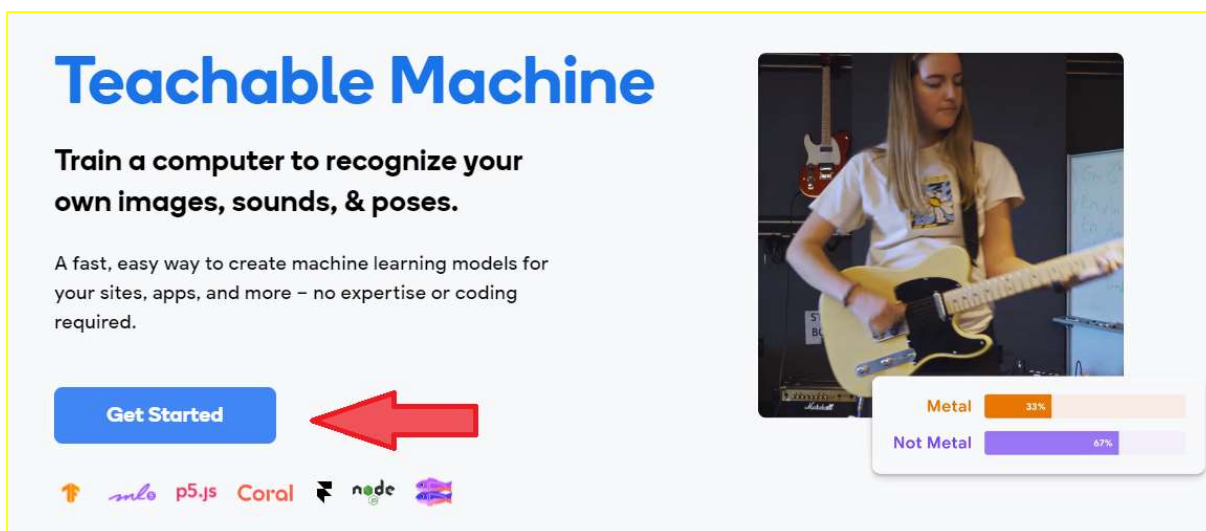 Teachable Machine
Train a computer to recognize your
own images, sounds, & poses.
A fast, easy way to create machine learning models for
your sites, apps, and more – no expertise or coding
required.
Get Started
p5.js Coral node
Marshall
Metal 33%
Not Metal 67%